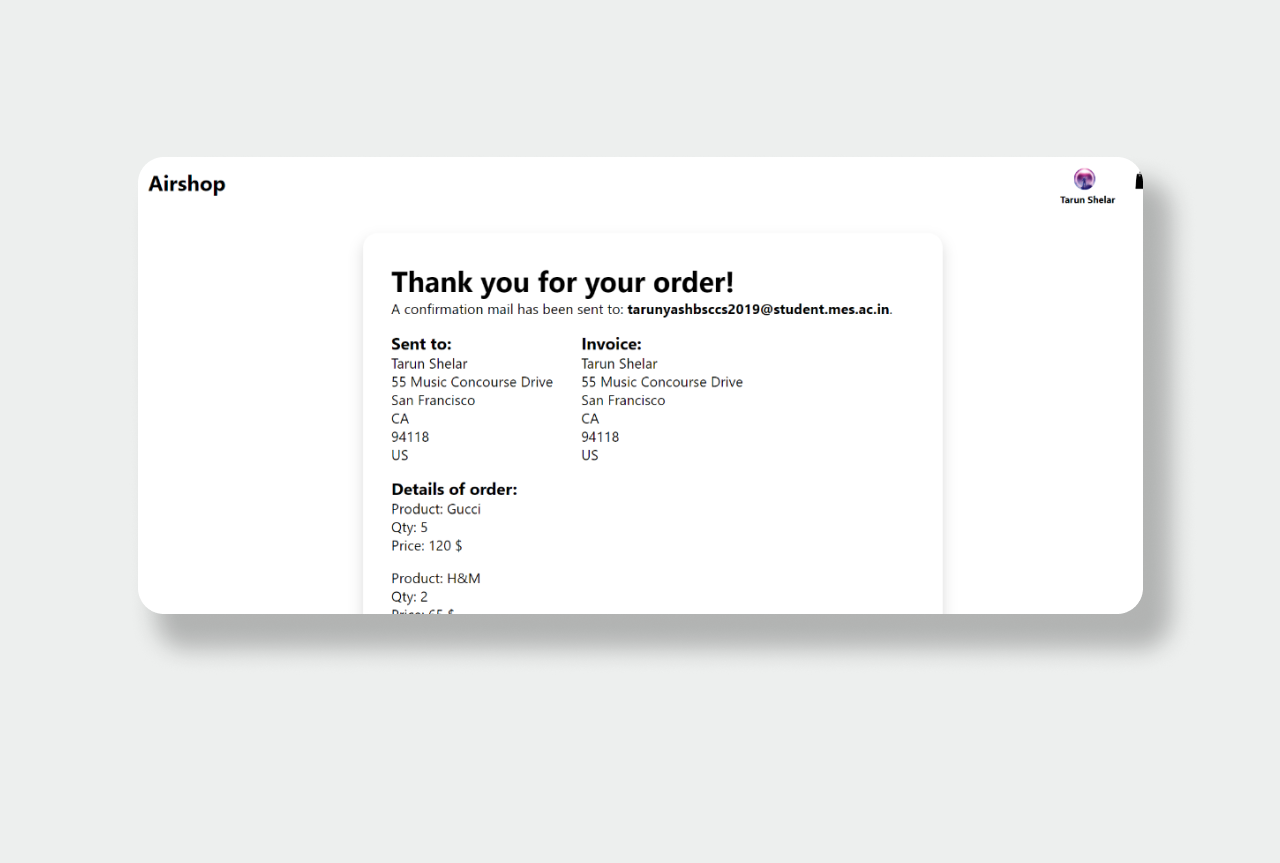 Airshop
Tarun Shelar
Thank you for your order!
A confirmation mail has been sent to: tarunyashbsccs2019@student.mes.ac.in.
Sent to:
Tarun Shelar
55 Music Concourse Drive
San Francisco
CA
94118
US
Invoice:
Tarun Shelar
55 Music Concourse Drive
San Francisco
CA
94118
US
Details of order:
Product: Gucci
Qty: 5
Price: 120 $
Product: H&M
Qty: 2
Price: 65 $